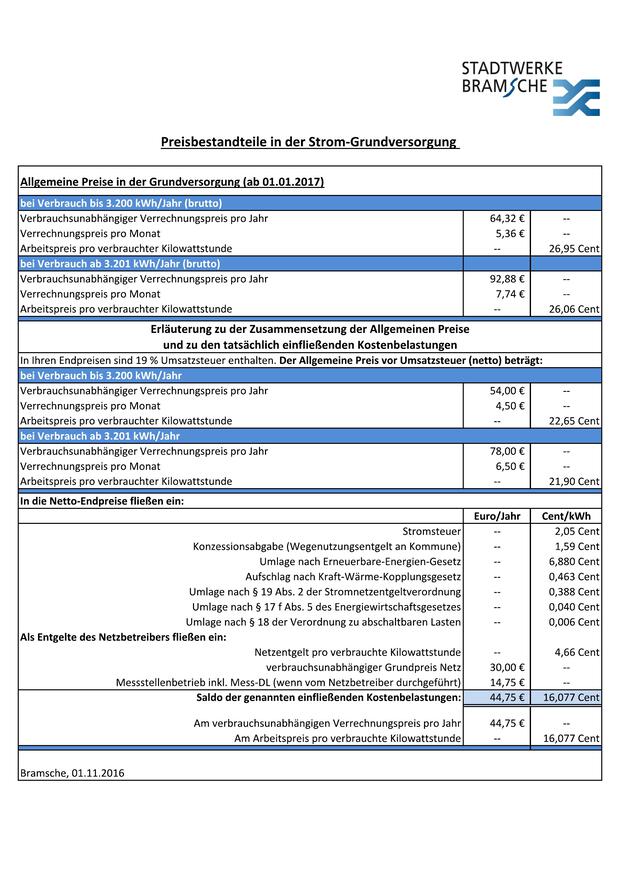 STADTWERKE
BRAMSCHE
Preisbestandteile in der Strom-Grundversorgung
Allgemeine Preise in der Grundversorgung (ab 01.01.2017)
bei Verbrauch bis 3.200 kWh/Jahr (brutto)
Verbrauchsunabhängiger Verrechnungspreis pro Jahr 64,32 € --
Verrechnungspreis pro Monat 5,36 € --
Arbeitspreis pro verbrauchter Kilowattstunde -- 26,95 Cent
bei Verbrauch ab 3.201 kWh/Jahr (brutto)
Verbrauchsunabhängiger Verrechnungspreis pro Jahr 92,88 € --
Verrechnungspreis pro Monat 7,74 € --
Arbeitspreis pro verbrauchter Kilowattstunde -- 26,06 Cent
Erläuterung zu der Zusammensetzung der Allgemeinen Preise
und zu den tatsächlich einfließenden Kostenbelastungen
In Ihren Endpreisen sind 19 % Umsatzsteuer enthalten. Der Allgemeine Preis vor Umsatzsteuer (netto) beträgt:
bei Verbrauch bis 3.200 kWh/Jahr
Verbrauchsunabhängiger Verrechnungspreis pro Jahr 54,00 € --
Verrechnungspreis pro Monat 4,50 € --
Arbeitspreis pro verbrauchter Kilowattstunde -- 22,65 Cent
bei Verbrauch ab 3.201 kWh/Jahr
Verbrauchsunabhängiger Verrechnungspreis pro Jahr 78,00 € --
Verrechnungspreis pro Monat 6,50 € --
Arbeitspreis pro verbrauchter Kilowattstunde -- 21,90 Cent
In die Netto-Endpreise fließen ein:
Euro/Jahr Cent/kWh
Stromsteuer -- 2,05 Cent
Konzessionsabgabe (Wegenutzungsentgelt an Kommune) -- 1,59 Cent
Umlage nach Erneuerbare-Energien-Gesetz -- 6,880 Cent
Aufschlag nach Kraft-Wärme-Kopplungsgesetz -- 0,463 Cent
Umlage nach § 19 Abs. 2 der Stromnetzentgeltverordnung -- 0,388 Cent
Umlage nach § 17 f Abs. 5 des Energiewirtschaftsgesetzes -- 0,040 Cent
Umlage nach § 18 der Verordnung zu abschaltbaren Lasten -- 0,006 Cent
Als Entgelte des Netzbetreibers fließen ein:
Netzentgelt pro verbrauchte Kilowattstunde -- 4,66 Cent
verbrauchsunabhängiger Grundpreis Netz 30,00 € --
Messstellenbetrieb inkl. Mess-DL (wenn vom Netzbetreiber durchgeführt) 14,75 € --
Saldo der genannten einfließenden Kostenbelastungen: 44,75 € 16,077 Cent
Am verbrauchsunabhängigen Verrechnungspreis pro Jahr 44,75 € --
Am Arbeitspreis pro verbrauchte Kilowattstunde -- 16,077 Cent
Bramsche, 01.11.2016